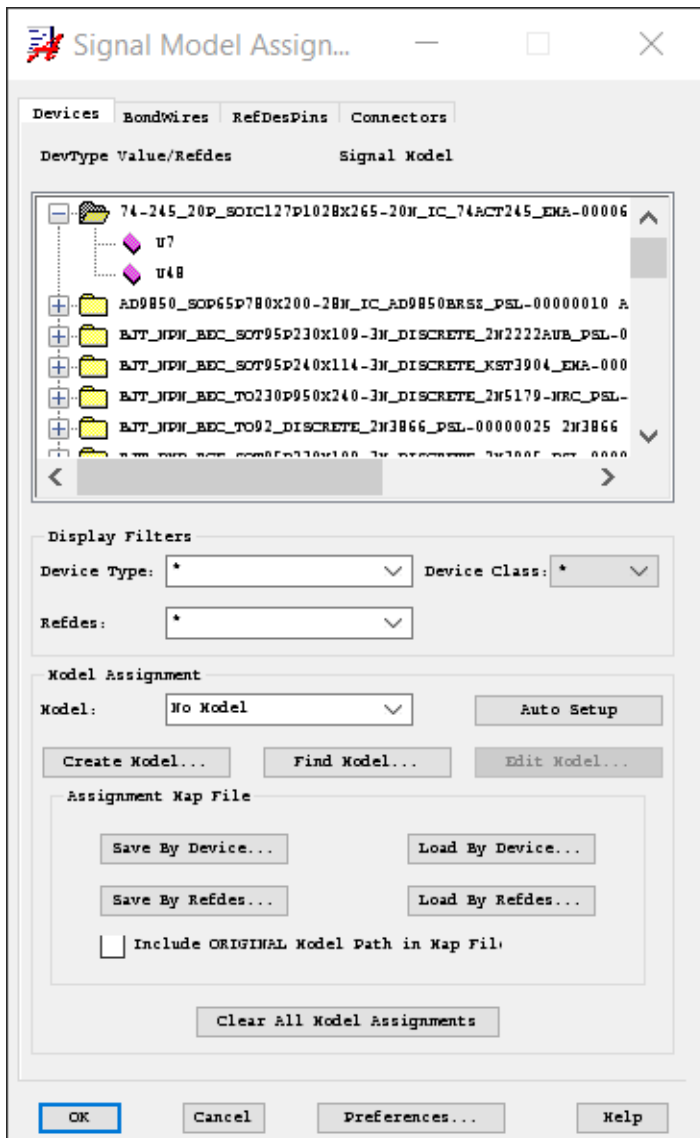 Signal Model Assign...
Devices BondWires RefDesPins Connectors
DevType Value/Refdes Signal Model
74-245_20P_SOIC127P1028X265-20N_IC_74ACT245_EMA-00006
U7
U48
AD9850_SOP65P780X200-28N_IC_AD9850BRSZ_PSL-00000010 A
BJT_NPN_BEC_SOT95P230X109-3N_DISCRETE_2N2222AUB_PSL-0
BJT_NPN_BEC_SOT95P240X114-3N_DISCRETE_KST3904_EMA-000
BJT_NPN_BEC_TO230P950X240-3N_DISCRETE_2N5179-NRC_PSL-
BJT_NPN_BEC_TO92_DISCRETE_2N3866_PSL-00000025 2N3866
Display Filters
Device Type: * Device Class: *
Refdes: *
Model Assignment
Model: No Model Auto Setup
Create Model... Find Model... Edit Model...
Assignment Map File
Save By Device... Load By Device...
Save By Refdes... Load By Refdes...
Include ORIGINAL Model Path in Map File
Clear All Model Assignments
OK Cancel Preferences... Help